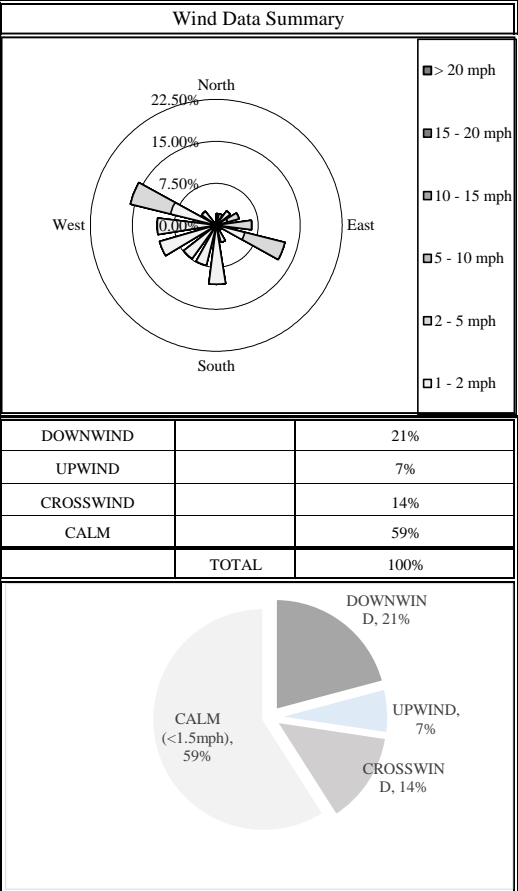 Wind Data Summary
North
22.50%
15.00%
7.50%
0.00%
West
East
South
> 20 mph
15 - 20 mph
10 - 15 mph
5 - 10 mph
2 - 5 mph
1 - 2 mph
DOWNWIND 21%
UPWIND 7%
CROSSWIND 14%
CALM 59%
TOTAL 100%
DOWNWIN
D, 21%
UPWIND,
7%
CROSSWIN
D, 14%
CALM
(<1.5mph),
59%